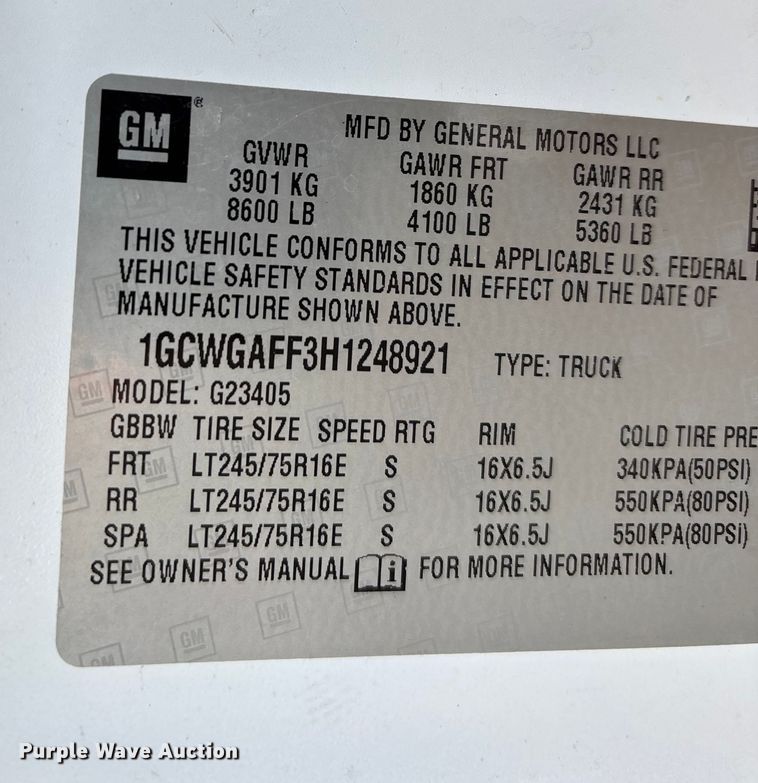 GM ®
MFD BY GENERAL MOTORS LLC
GVWR GAWR FRT GAWR RR
3901 KG 1860 KG 2431 KG
8600 LB 4100 LB 5360 LB
THIS VEHICLE CONFORMS TO ALL APPLICABLE U.S. FEDERAL
VEHICLE SAFETY STANDARDS IN EFFECT ON THE DATE OF
MANUFACTURE SHOWN ABOVE.
1GCWGAFF3H1248921 TYPE: TRUCK
MODEL: G23405
GBBW TIRE SIZE SPEED RTG RIM COLD TIRE PRE
FRT LT245/75R16E S 16X6.5J 340KPA(50PSI)
RR LT245/75R16E S 16X6.5J 550KPA(80PSI)
SPA LT245/75R16E S 16X6.5J 550KPA(80PSI)
SEE OWNER'S MANUAL i FOR MORE INFORMATION.
Purple Wave Auction